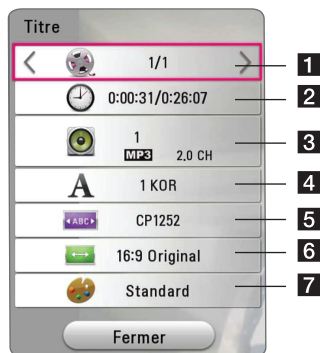 Titre
1/1
1
0:00:31/0:26:07
2
1
MP3 2.0 CH
3
A 1 KOR
4
ABC CP1252
5
16:9 Original
6
Standard
7
Fermer